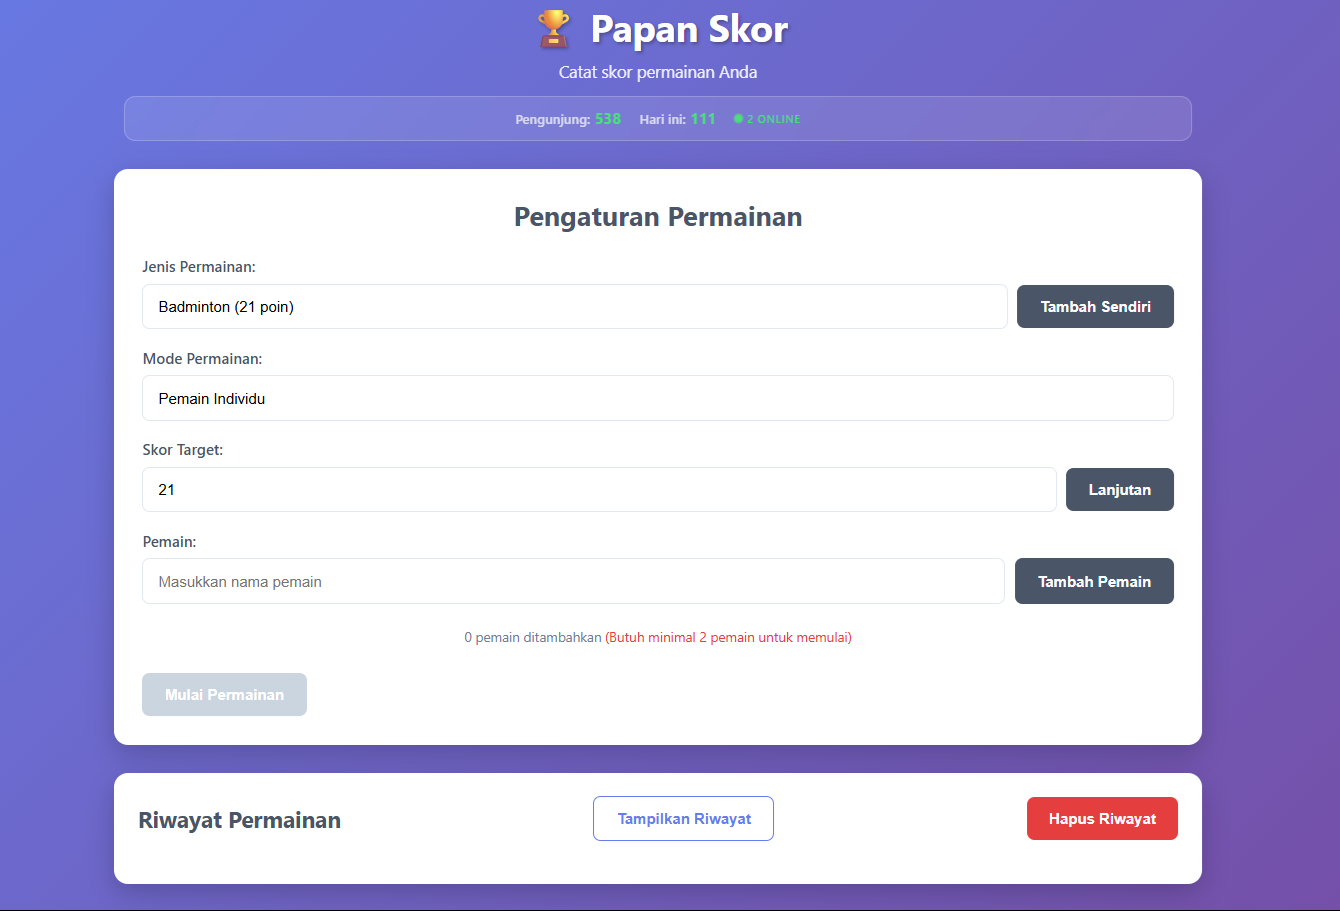 Papan Skor
Catat skor permainan Anda
Pengunjung: 538 Hari ini: 111 2 ONLINE
Pengaturan Permainan
Jenis Permainan:
Badminton (21 poin) Tambah Sendiri
Mode Permainan:
Pemain Individu
Skor Target:
21 Lanjutan
Pemain:
Masukkan nama pemain Tambah Pemain
0 pemain ditambahkan (Butuh minimal 2 pemain untuk memulai)
Mulai Permainan
Riwayat Permainan Tampilkan Riwayat Hapus Riwayat